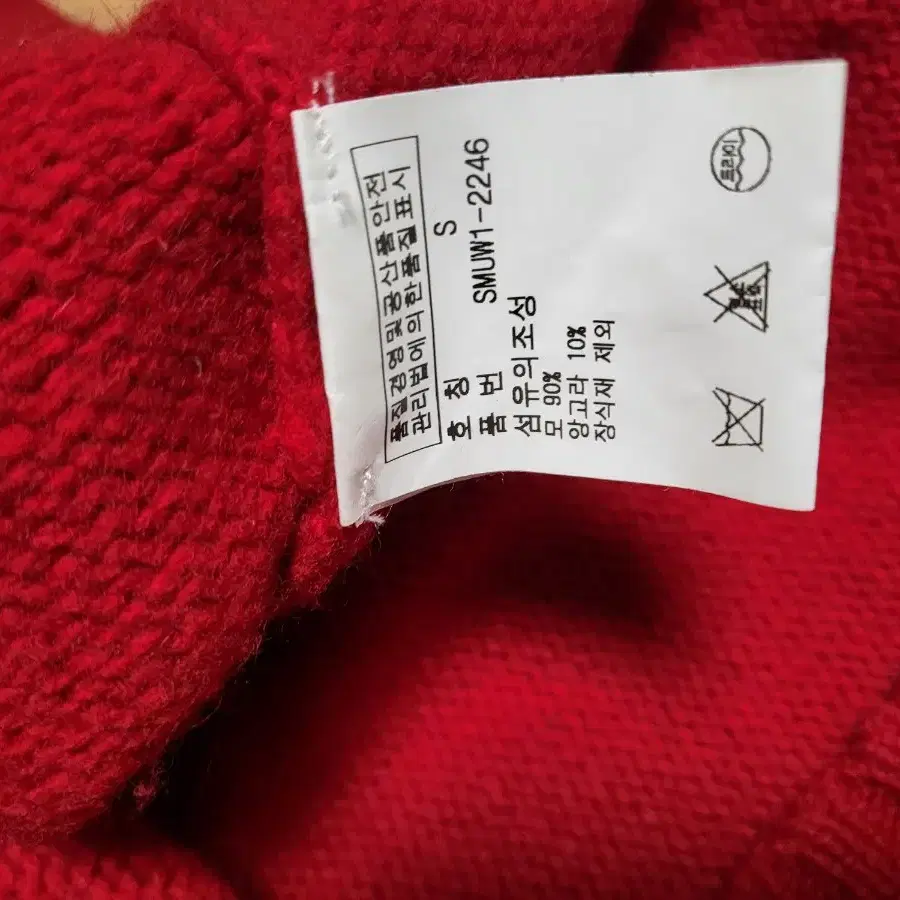 품질경영및공산품안전
관리법에의한품질표시
호 칭 S
품 번 SMUW1-2246
섬유의조성
모 90%
앙고라 10%
장식재 제외
드라이